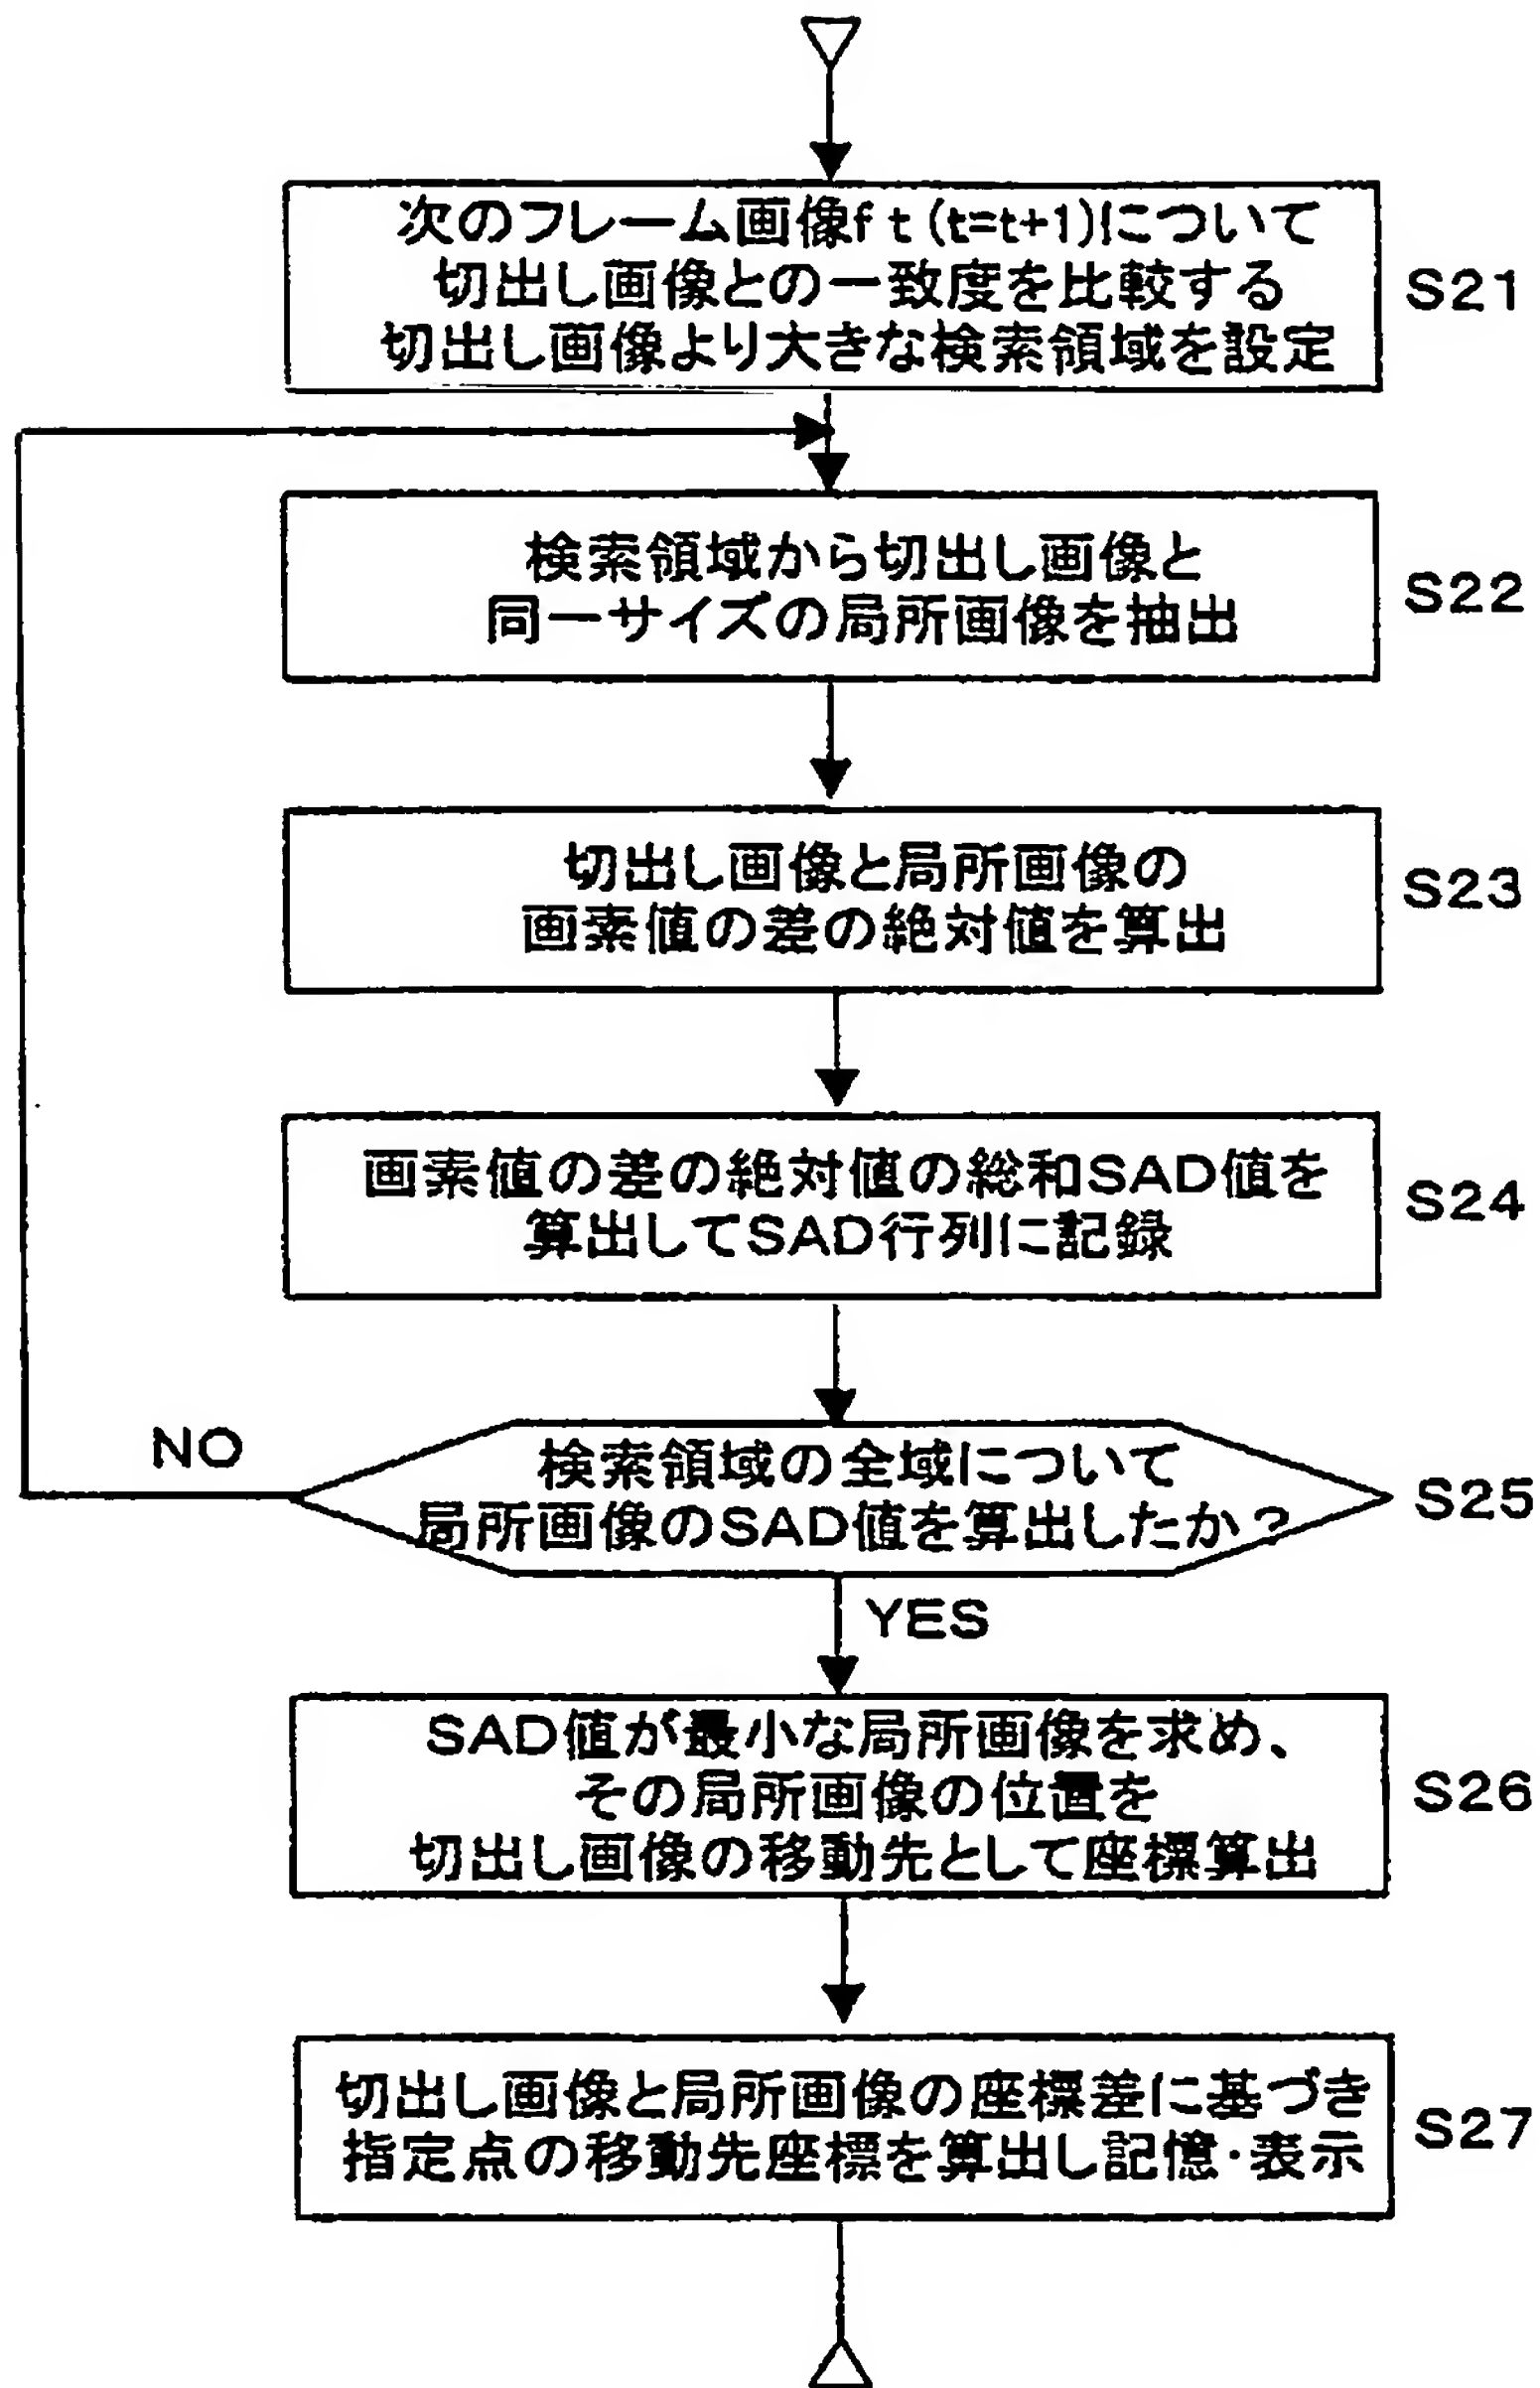 次のフレーム画像f t (t=t+1)について
切出し画像との一致度を比較する
切出し画像より大きな検索領域を設定
S21
検索領域から切出し画像と
同一サイズの局所画像を抽出
S22
切出し画像と局所画像の
画素値の差の絶対値を算出
S23
画素値の差の絶対値の総和SAD値を
算出してSAD行列に記録
S24
NO
検索領域の全域について
局所画像のSAD値を算出したか?
S25
YES
SAD値が最小な局所画像を求め、
その局所画像の位置を
切出し画像の移動先として座標算出
S26
切出し画像と局所画像の座標差に基づき
指定点の移動先座標を算出し記憶・表示
S27